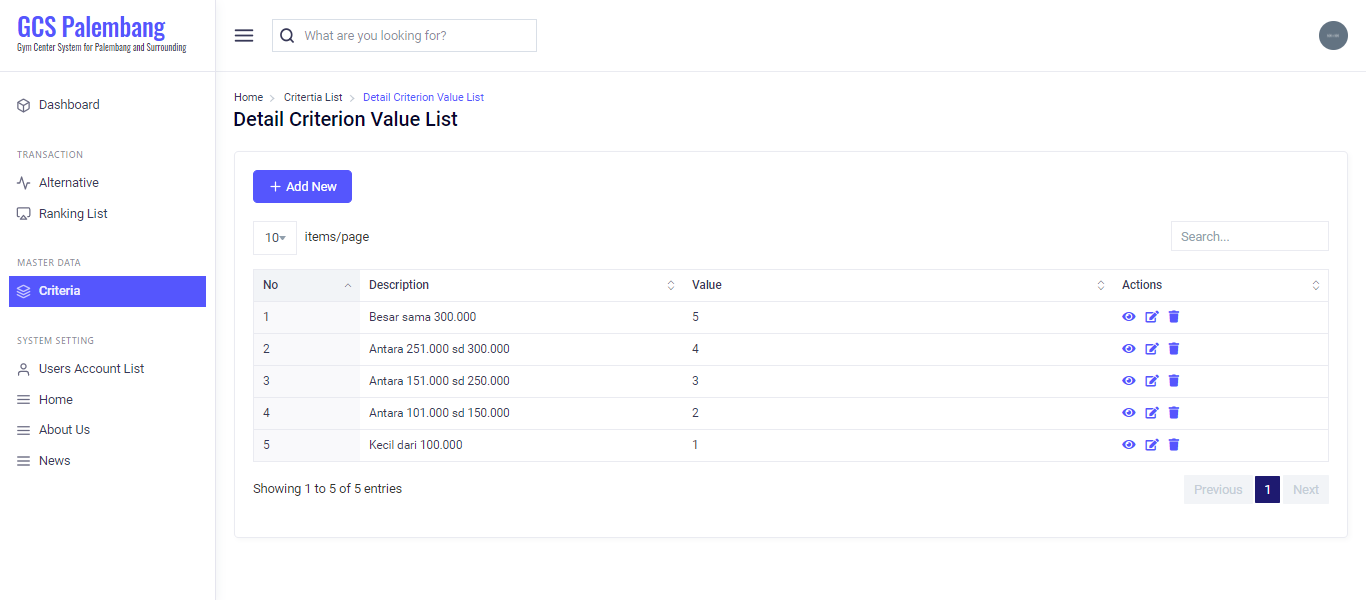 GCS Palembang
Gym Center System for Palembang and Surrounding
What are you looking for?
Dashboard
TRANSACTION
Alternative
Ranking List
MASTER DATA
Criteria
SYSTEM SETTING
Users Account List
Home
About Us
News
Home > Critertia List > Detail Criterion Value List
Detail Criterion Value List
+ Add New
10 items/page
Search...
No Description Value Actions
1 Besar sama 300.000 5
2 Antara 251.000 sd 300.000 4
3 Antara 151.000 sd 250.000 3
4 Antara 101.000 sd 150.000 2
5 Kecil dari 100.000 1
Showing 1 to 5 of 5 entries
Previous 1 Next